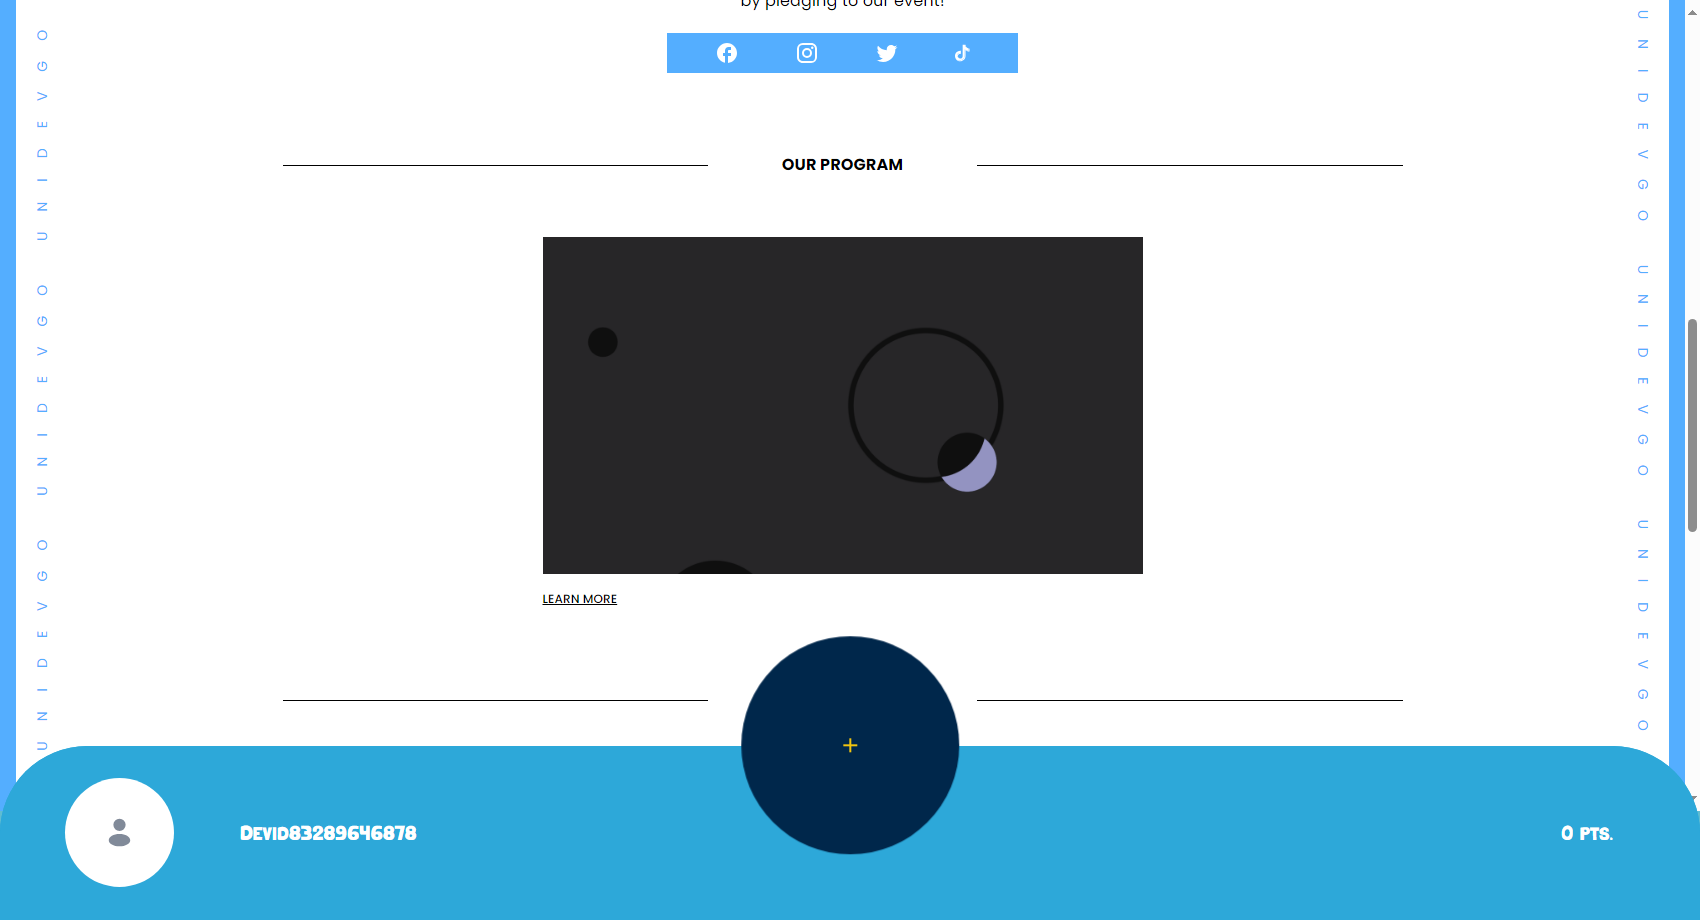 by pledging to our event!
OUR PROGRAM
LEARN MORE
UNIDEVGO UNIDEVGO UNIDEVGO
UNIDEVGO UNIDEVGO UNIDEVGO
+
DEVID83289646878
0 PTS.